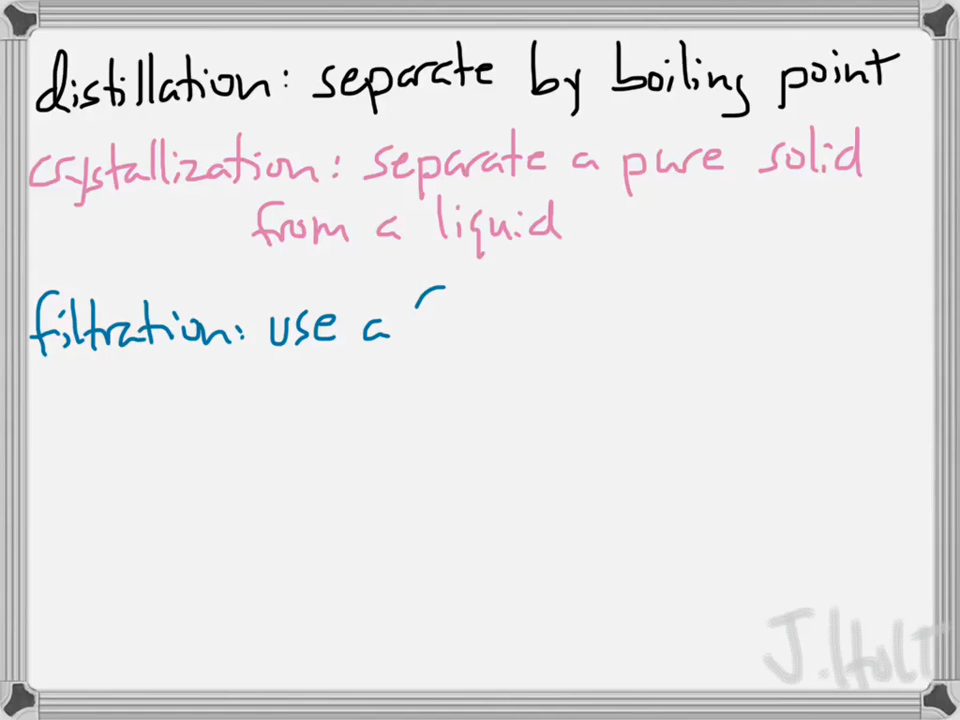 distillation: separate by boiling point
crystallization: separate a pure solid
from a liquid
filtration: use a
J. Holt